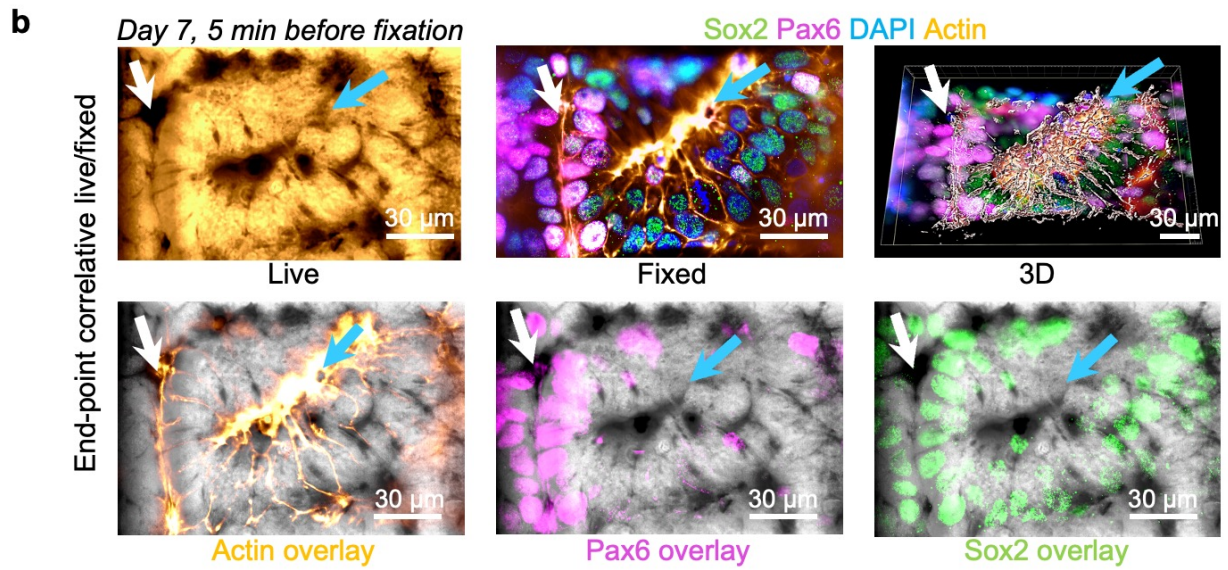 b
Day 7, 5 min before fixation
Sox2 Pax6 DAPI Actin
End-point correlative live/fixed
30 µm
30 µm
30 µm
Live
Fixed
3D
30 µm
30 µm
30 µm
Actin overlay
Pax6 overlay
Sox2 overlay